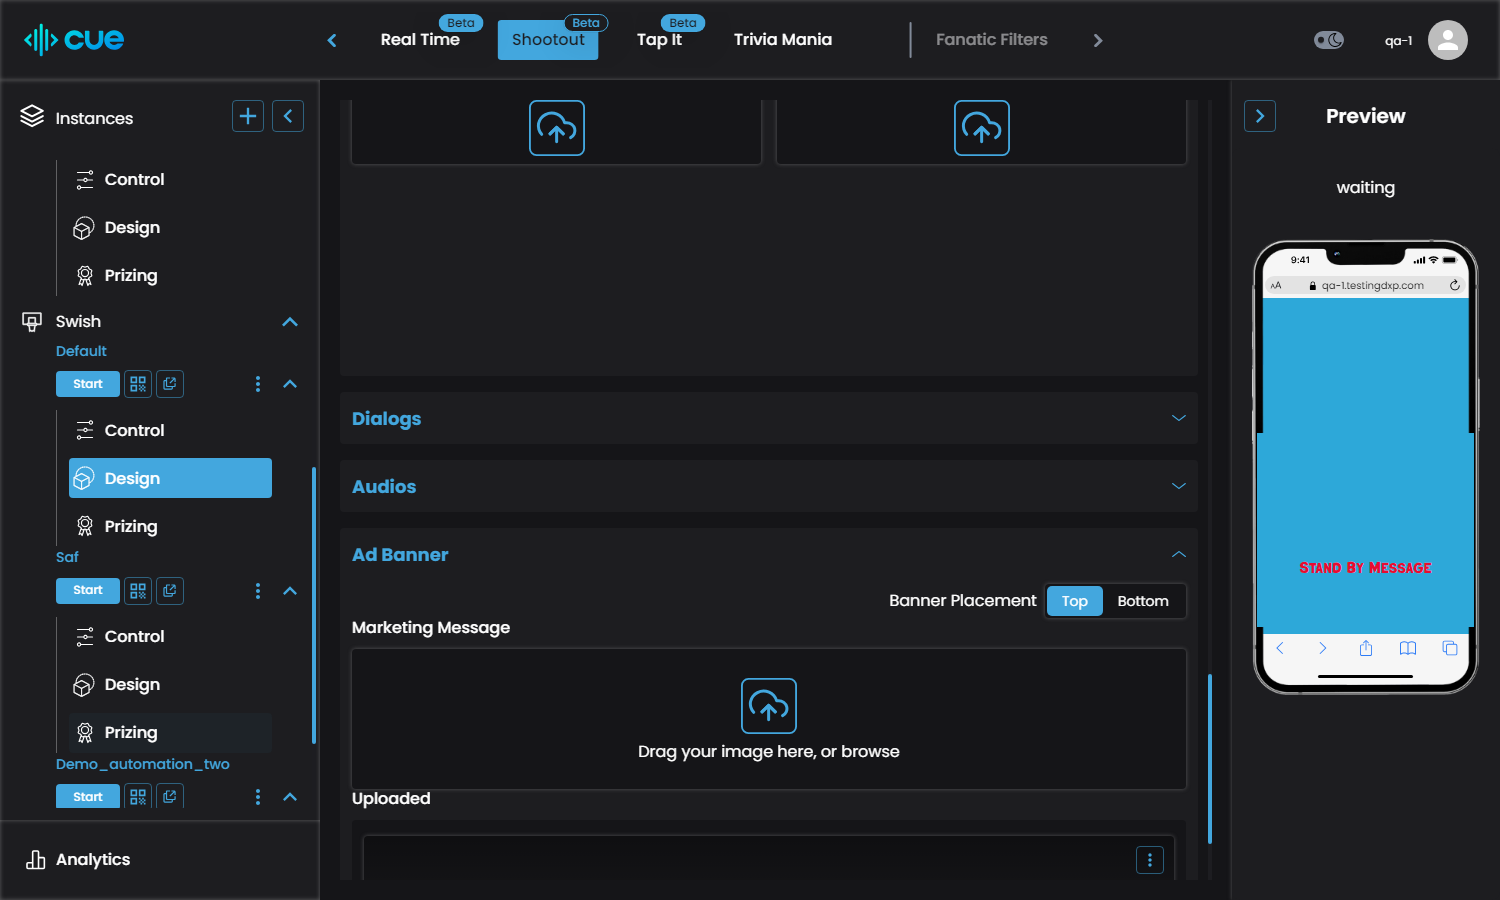 cue
Real Time
Beta
Shootout
Beta
Tap It
Beta
Trivia Mania
Fanatic Filters
qa-1
Instances
Control
Design
Prizing
Swish
Default
Start
Control
Design
Prizing
Saf
Start
Control
Design
Prizing
Demo_automation_two
Start
Analytics
Dialogs
Audios
Ad Banner
Banner Placement
Top
Bottom
Marketing Message
Drag your image here, or browse
Uploaded
Preview
waiting
9:41
AA
qa-1.testingdxp.com
Stand By Message